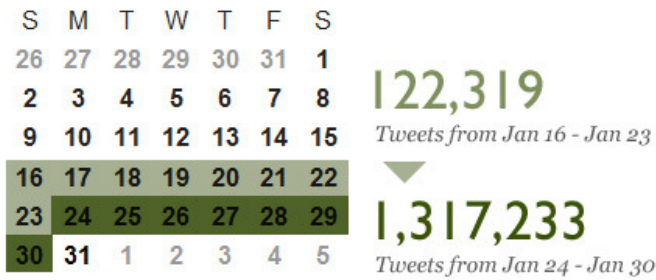 S M T W T F S
26 27 28 29 30 31 1
2 3 4 5 6 7 8
9 10 11 12 13 14 15
16 17 18 19 20 21 22
23 24 25 26 27 28 29
30 31 1 2 3 4 5
122,319
Tweets from Jan 16 - Jan 23
1,317,233
Tweets from Jan 24 - Jan 30